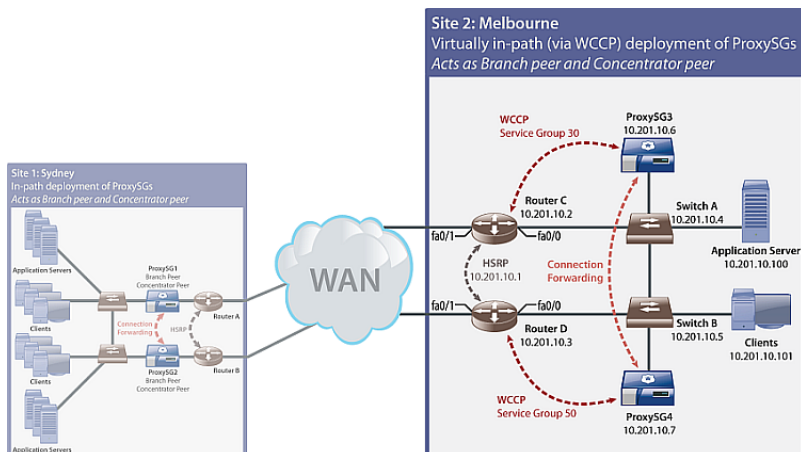 Site 2: Melbourne
Virtually in-path (via WCCP) deployment of ProxySGs
Acts as Branch peer and Concentrator peer
WCCP
Service Group 30
ProxySG3
10.201.10.6
Router C
10.201.10.2
Switch A
10.201.10.4
fa0/1
fa0/0
Application Server
10.201.10.100
HSRP
10.201.10.1
Connection
Forwarding
fa0/1
fa0/0
Router D
10.201.10.3
Switch B
10.201.10.5
Clients
10.201.10.101
WCCP
Service Group 50
ProxySG4
10.201.10.7
WAN
Site 1: Sydney
In-path deployment of ProxySGs
Acts as Branch peer and Concentrator peer
Application Servers
ProxySG1
Branch Peer
Concentrator Peer
Router A
Clients
Connection
Forwarding
HSRP
Clients
ProxySG2
Branch Peer
Concentrator Peer
Router B
Application Servers